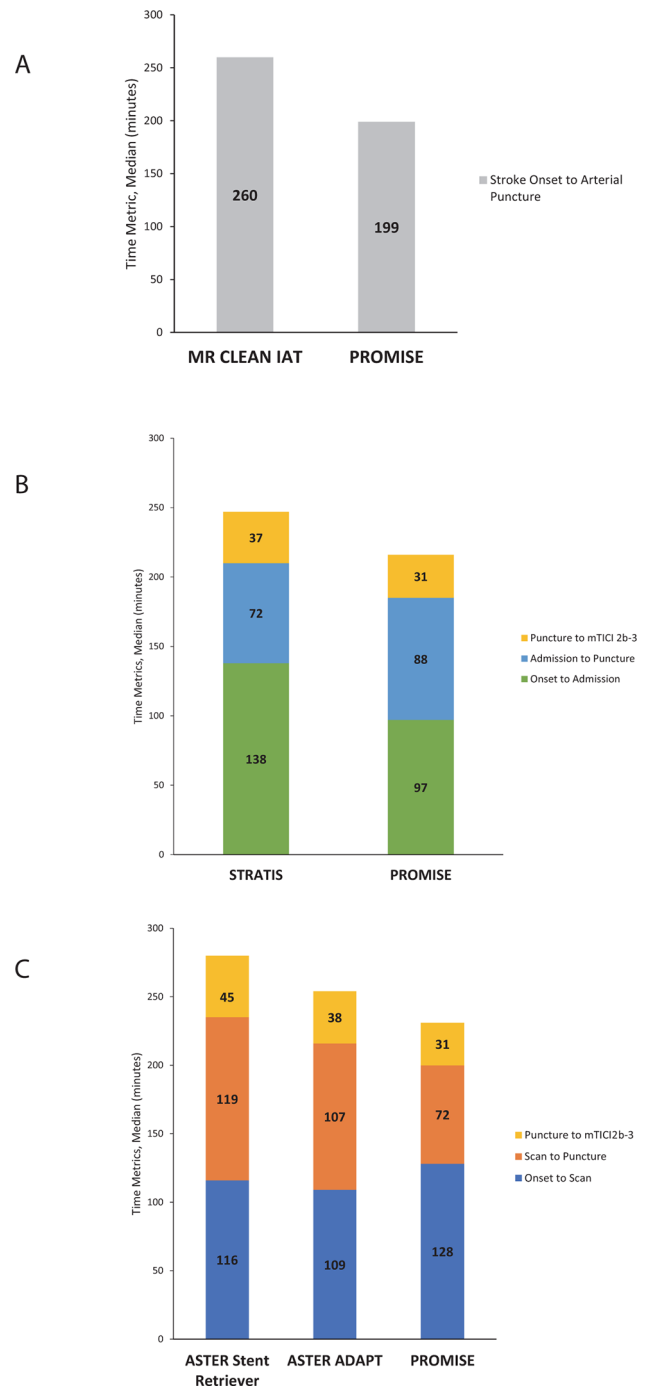 A
Time Metric, Median (minutes)
300
250
200
150
100
50
0
260
199
MR CLEAN IAT
PROMISE
Stroke Onset to Arterial
Puncture
B
Time Metrics, Median (minutes)
300
250
200
150
100
50
0
37
72
138
31
88
97
STRATIS
PROMISE
Puncture to mTICI 2b-3
Admission to Puncture
Onset to Admission
C
Time Metrics, Median (minutes)
300
250
200
150
100
50
0
45
119
116
38
107
109
31
72
128
ASTER Stent
Retriever
ASTER ADAPT
PROMISE
Puncture to mTICI2b-3
Scan to Puncture
Onset to Scan